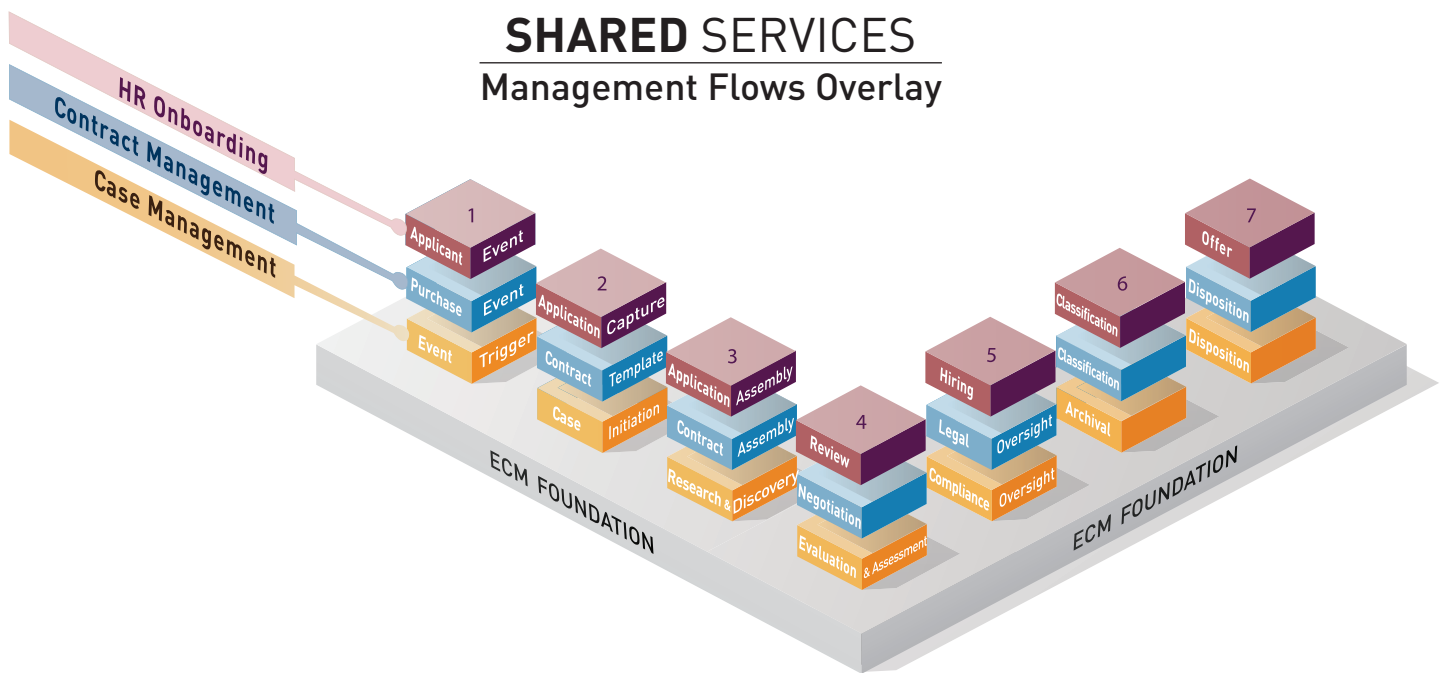 SHARED SERVICES
Management Flows Overlay
HR Onboarding
Contract Management
Case Management
1
Applicant Event
Purchase Event
Event Trigger
2
Application Capture
Contract Template
Case Initiation
3
Application Assembly
Contract Assembly
Research & Discovery
4
Review
Negotiation
Evaluation & Assessment
5
Hiring
Legal Oversight
Compliance Oversight
6
Classification
Classification
Archival
7
Offer
Disposition
Disposition
ECM FOUNDATION
ECM FOUNDATION